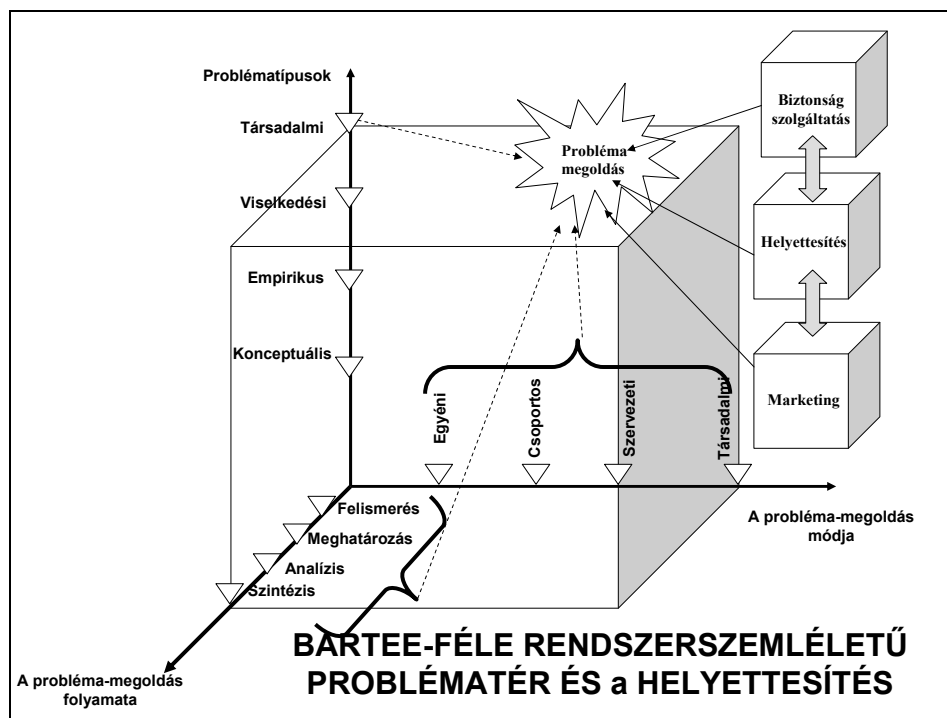 Problématípusok
Társadalmi
Viselkedési
Empirikus
Konceptuális
Probléma
megoldás
Biztonság
szolgáltatás
Helyettesítés
Marketing
Egyéni
Csoportos
Szervezeti
Társadalmi
A probléma-megoldás
módja
Felismerés
Meghatározás
Analízis
Szintézis
A probléma-megoldás
folyamata
BARTEE-FÉLE RENDSZERSZEMLÉLETŰ
PROBLÉMATÉR ÉS a HELYETTESÍTÉS